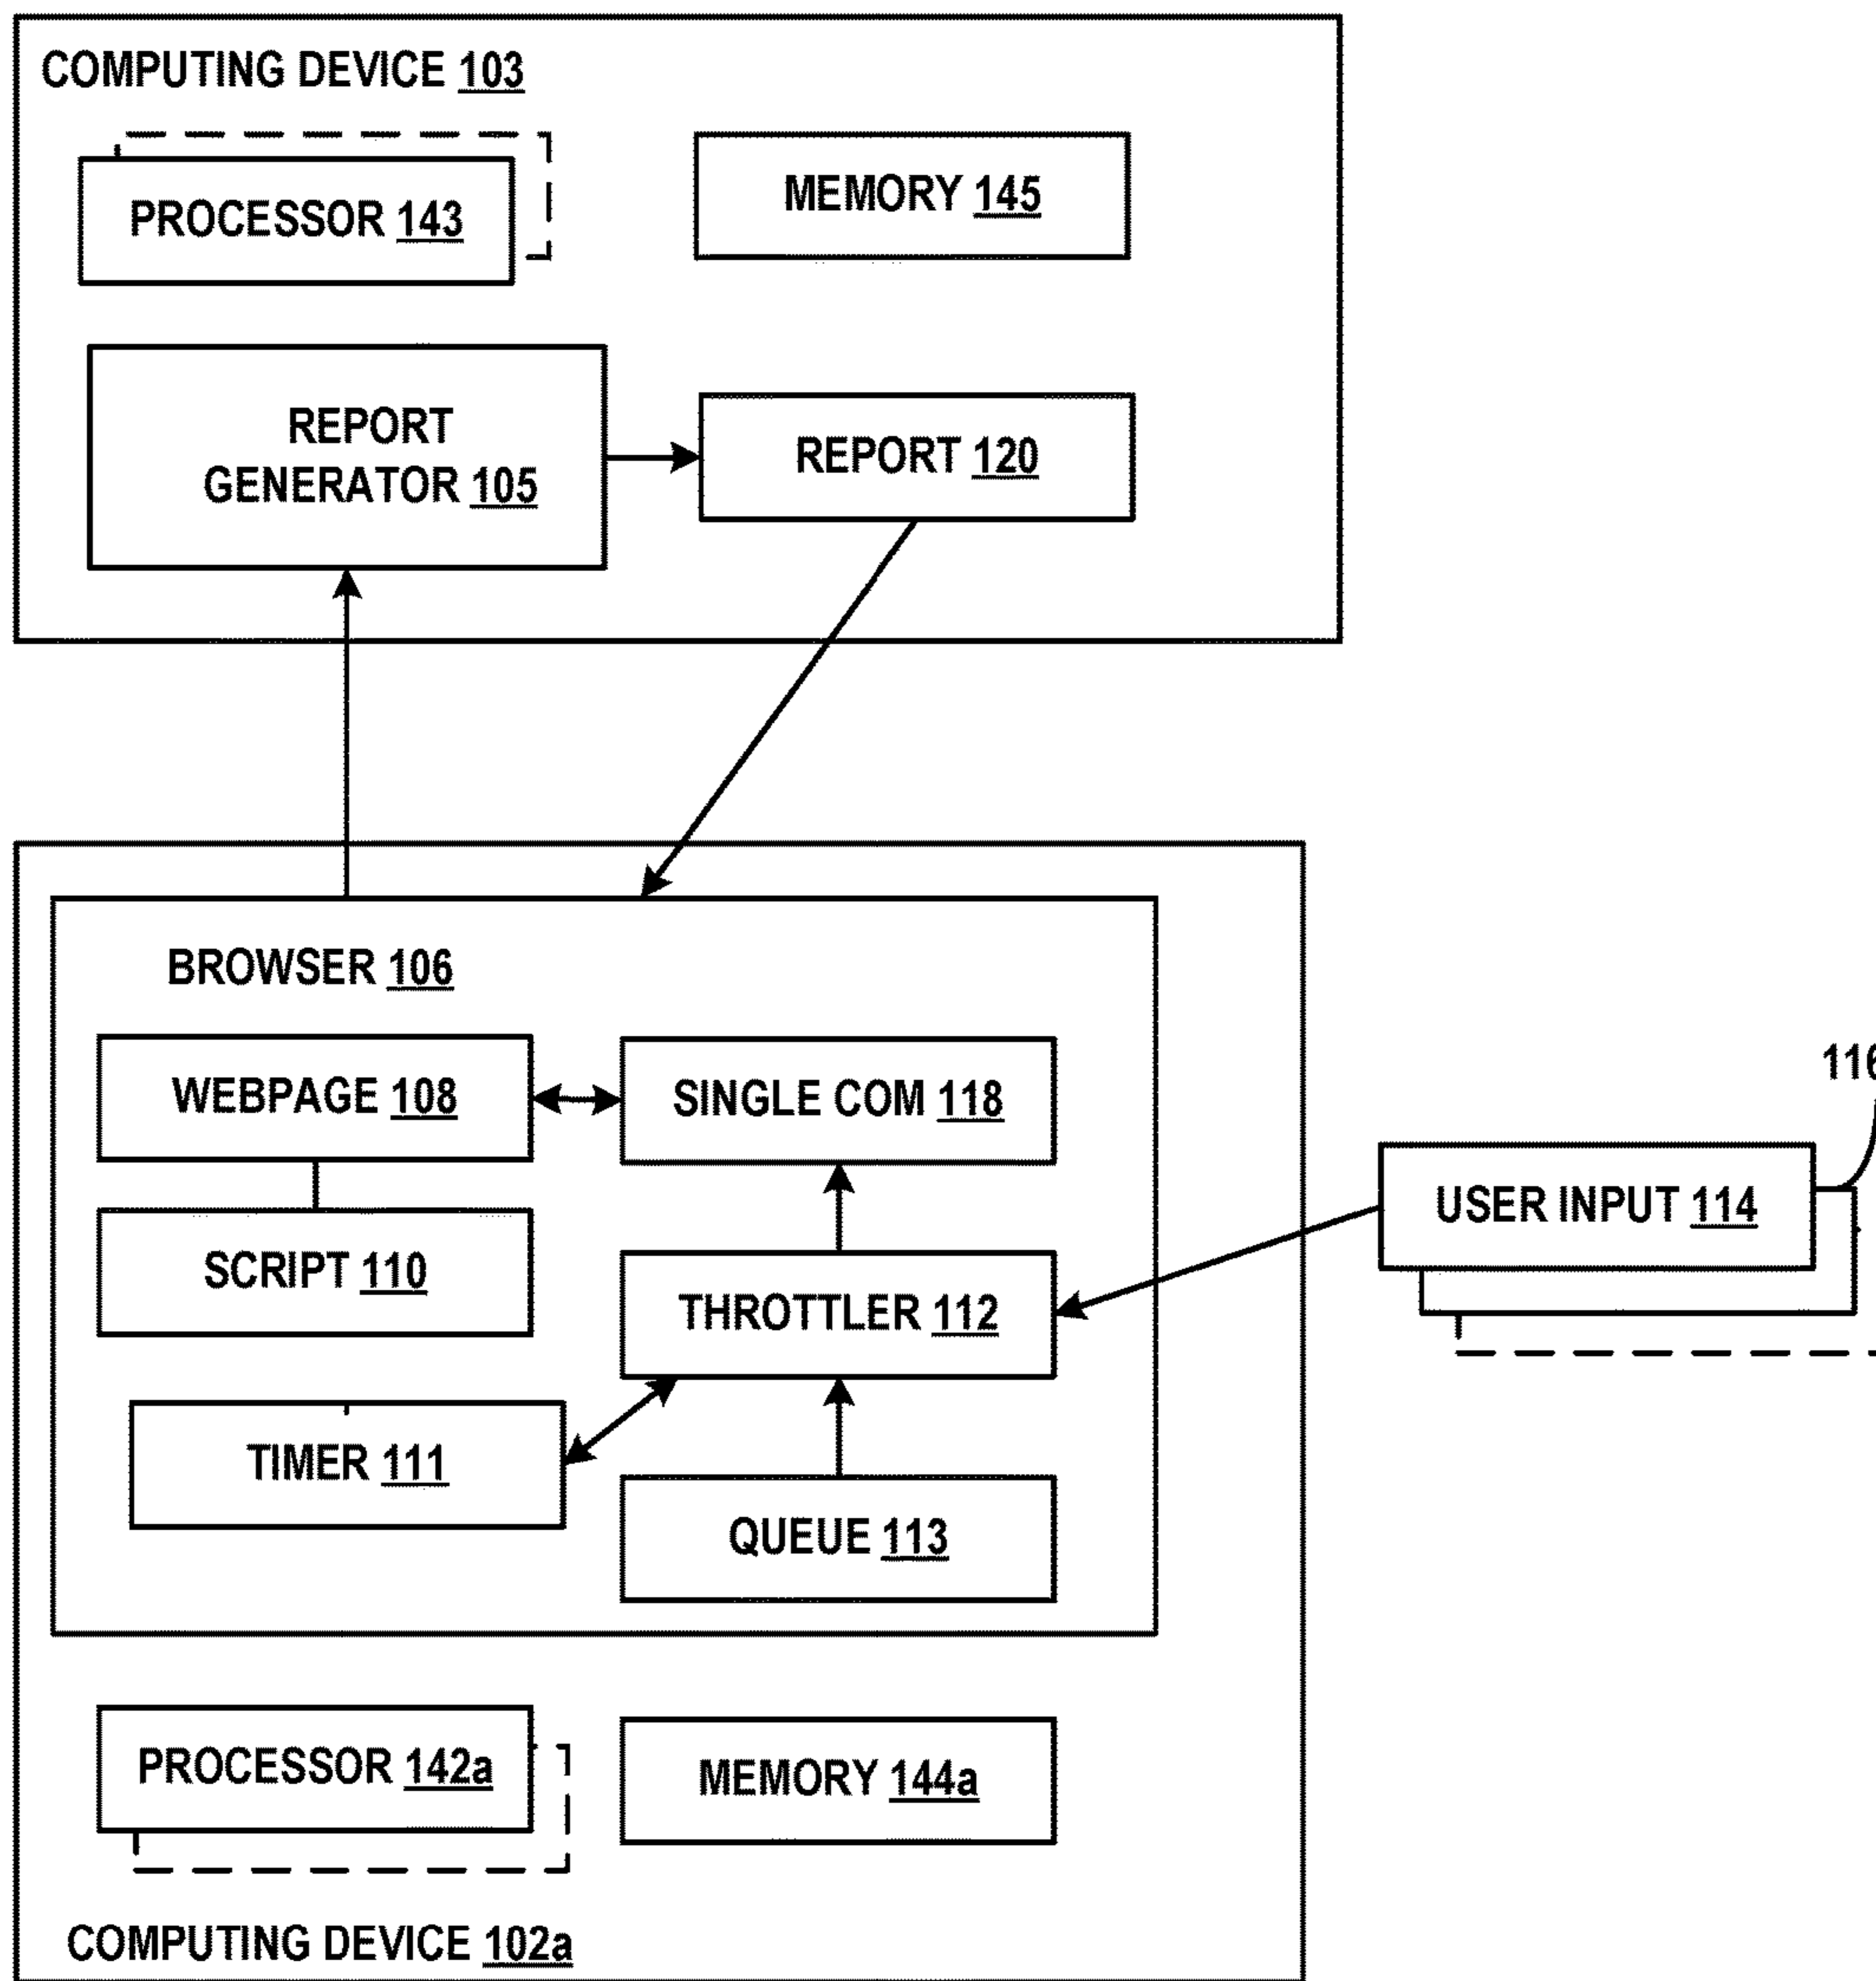 COMPUTING DEVICE 103
PROCESSOR 143
MEMORY 145
REPORT
GENERATOR 105
REPORT 120
BROWSER 106
WEBPAGE 108
SINGLE COM 118
116
SCRIPT 110
USER INPUT 114
THROTTLER 112
TIMER 111
QUEUE 113
PROCESSOR 142a
MEMORY 144a
COMPUTING DEVICE 102a